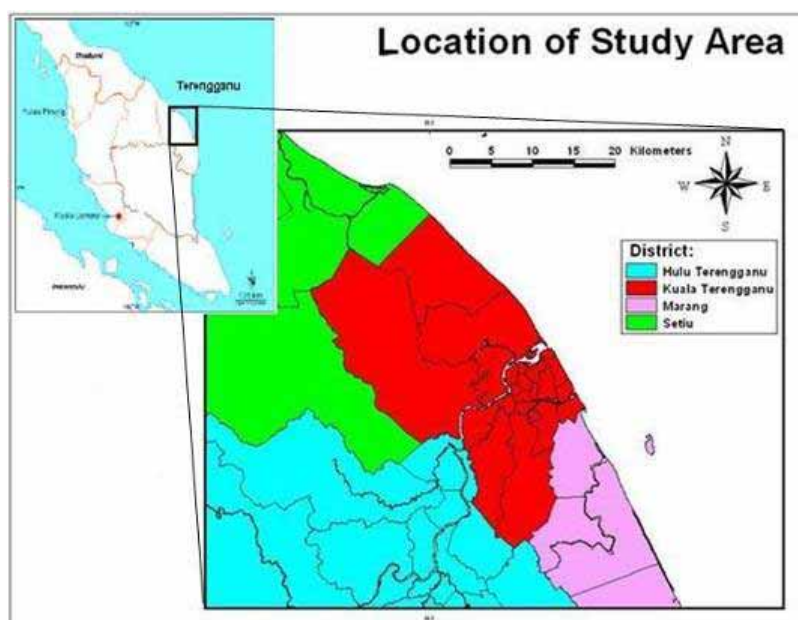 Location of Study Area
Thailand
Terengganu
Kuala Lumpur
0 5 10 15 20 Kilometers
N
W E
S
District:
Hulu Terengganu
Kuala Terengganu
Marang
Setiu